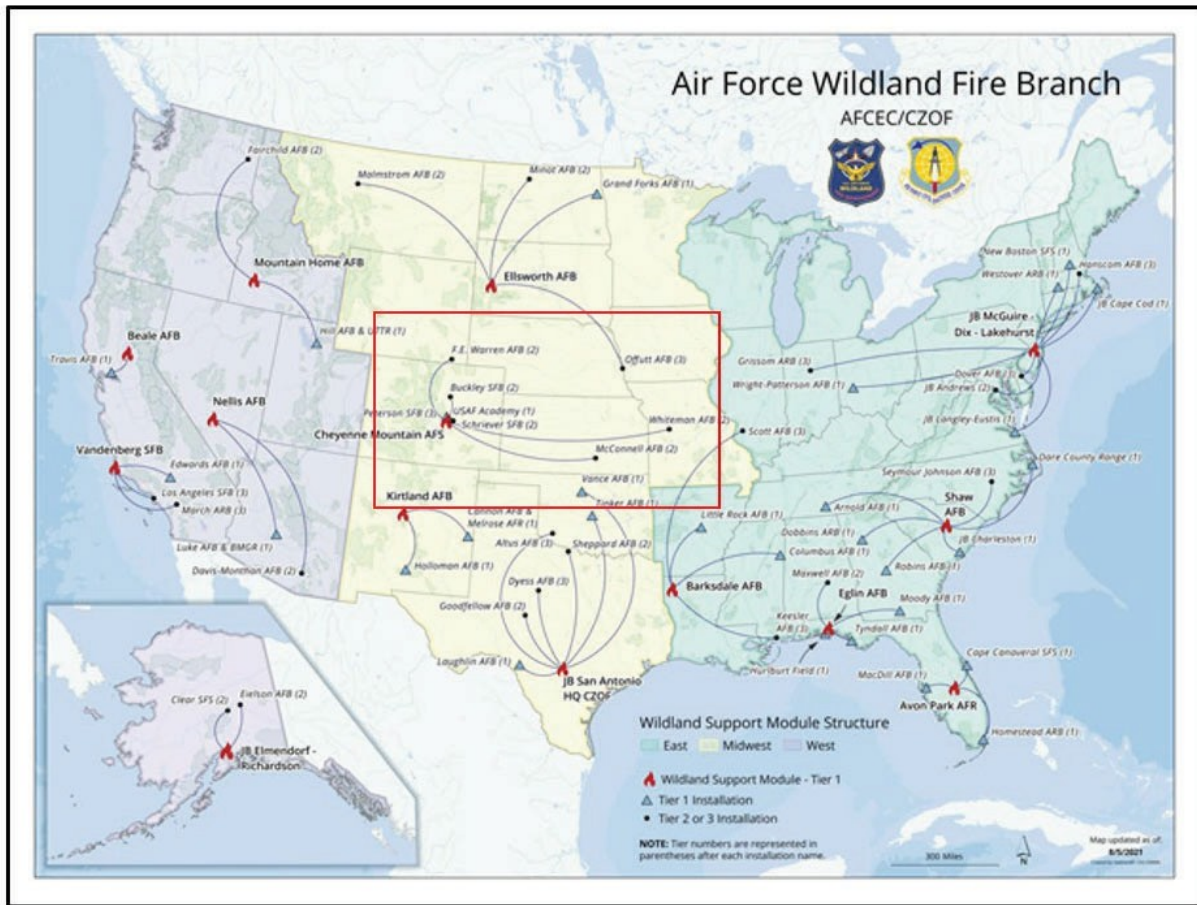 Air Force Wildland Fire Branch
AFCEC/CZOF
Fairchild AFB (2)
Malmstrom AFB (2)
Minot AFB (2)
Grand Forks AFB (1)
Mountain Home AFB
Ellsworth AFB
New Boston SFS (1)
Hanscom AFB (3)
Westover ARB (1)
JB Cape Cod (1)
JB McGuire -
Dix - Lakehurst
Beale AFB
Hill AFB & UTTR (1)
Travis AFB (1)
F.E. Warren AFB (2)
Offutt AFB (3)
Grissom ARB (3)
Dover AFB (3)
Wright-Patterson AFB (1)
JB Andrews (2)
Buckley SFB (2)
Nellis AFB
Peterson SFB (3)
USAF Academy (1)
Schriever SFB (2)
Cheyenne Mountain AFS
Whiteman AFB (2)
Scott AFB (3)
JB Langley-Eustis (1)
Vandenberg SFB
McConnell AFB (2)
Dare County Range (1)
Edwards AFB (1)
Seymour Johnson AFB (3)
Vance AFB (1)
Los Angeles SFB (3)
Kirtland AFB
March ARB (3)
Cannon AFB &
Melrose AFR (1)
Tinker AFB (1)
Little Rock AFB (1)
Arnold AFB (1)
Shaw
AFB
Dobbins ARB (1)
JB Charleston (1)
Luke AFB & BMGR (1)
Altus AFB (3)
Sheppard AFB (2)
Columbus AFB (1)
Robins AFB (1)
Davis-Monthan AFB (2)
Holloman AFB (1)
Maxwell AFB (2)
Dyess AFB (3)
Barksdale AFB
Eglin AFB
Moody AFB (1)
Goodfellow AFB (2)
Keesler
AFB (3)
Tyndall AFB (1)
Laughlin AFB (1)
Hurlburt Field (1)
Cape Canaveral SFS (1)
JB San Antonio
HQ CZOF
MacDill AFB (1)
Avon Park AFR
Homestead ARB (1)
Clear SFS (2)
Eielson AFB (2)
JB Elmendorf -
Richardson
Wildland Support Module Structure
East
Midwest
West
Wildland Support Module - Tier 1
Tier 1 Installation
Tier 2 or 3 Installation
NOTE: Tier numbers are represented in
parentheses after each installation name.
300 Miles
N
Map updated as of:
8/5/2021